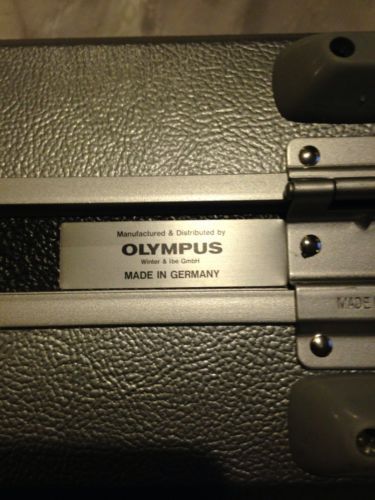 Manufactured & Distributed by
OLYMPUS
Winter & Ibe GmbH
MADE IN GERMANY
MADE